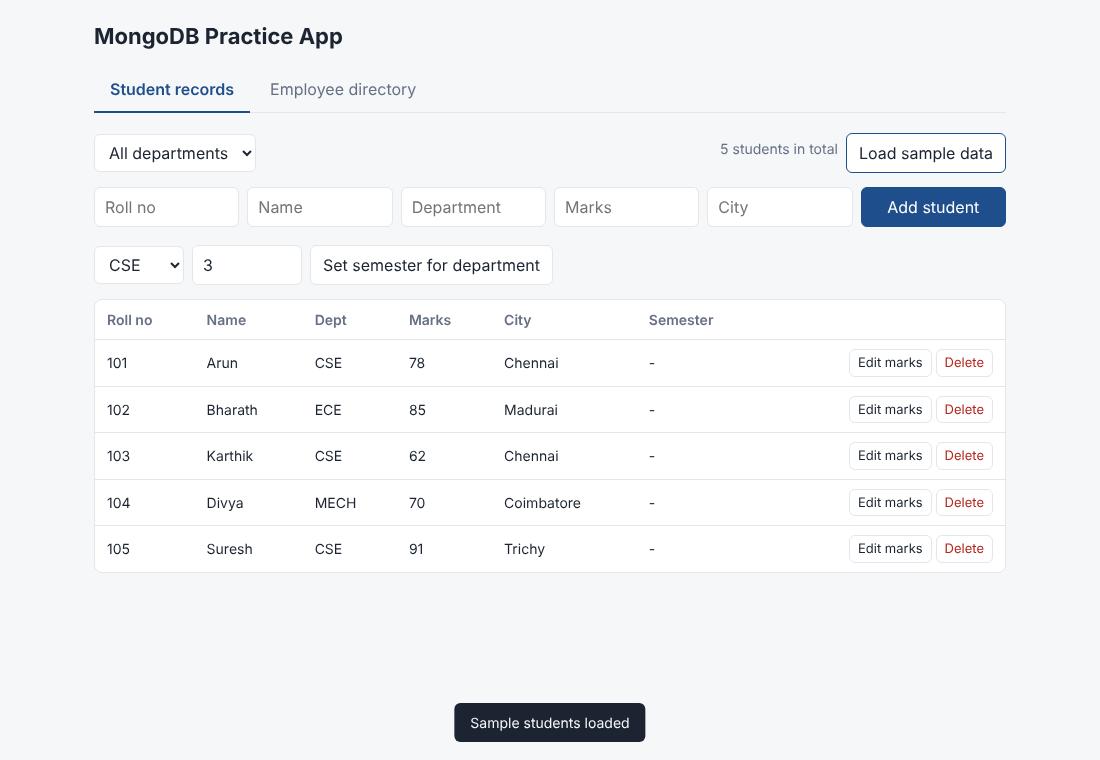 MongoDB Practice App
Student records Employee directory
All departments 5 students in total Load sample data
Roll no Name Department Marks City Add student
CSE 3 Set semester for department
Roll no Name Dept Marks City Semester
101 Arun CSE 78 Chennai - Edit marks Delete
102 Bharath ECE 85 Madurai - Edit marks Delete
103 Karthik CSE 62 Chennai - Edit marks Delete
104 Divya MECH 70 Coimbatore - Edit marks Delete
105 Suresh CSE 91 Trichy - Edit marks Delete
Sample students loaded